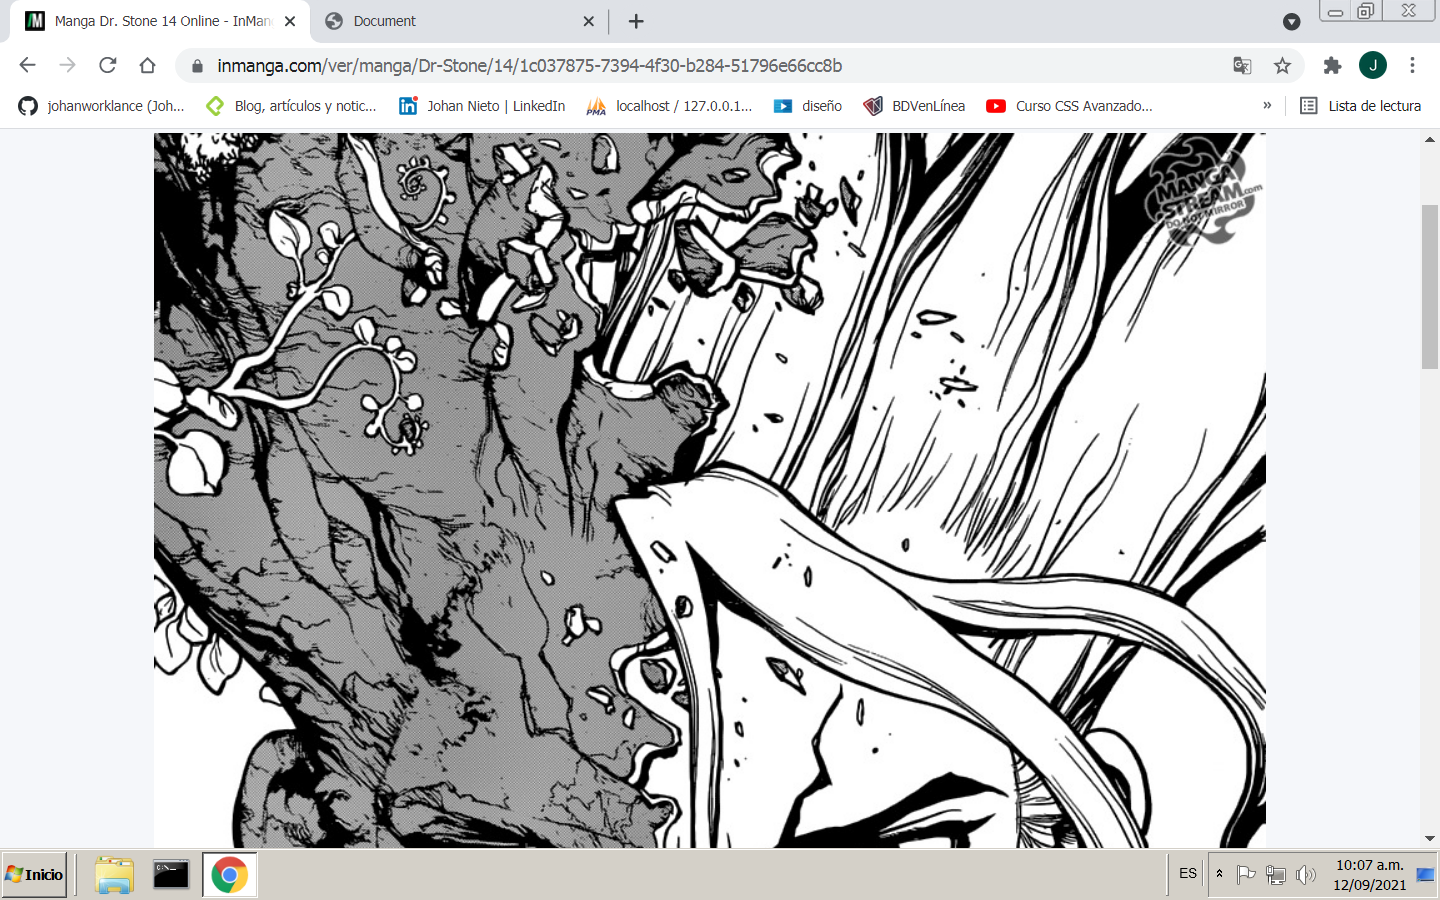 Manga Dr. Stone 14 Online - InMan
Document
inmanga.com/ver/manga/Dr-Stone/14/1c037875-7394-4f30-b284-51796e66cc8b
J
johanworklance (Joh...
Blog, artículos y notic...
in
Johan Nieto | LinkedIn
PMA
localhost / 127.0.0.1...
diseño
BDVenLínea
Curso CSS Avanzado...
»
Lista de lectura
MANGA
STREAM.com
DO NOT MIRROR
Inicio
C:\
ES
10:07 a.m.
12/09/2021